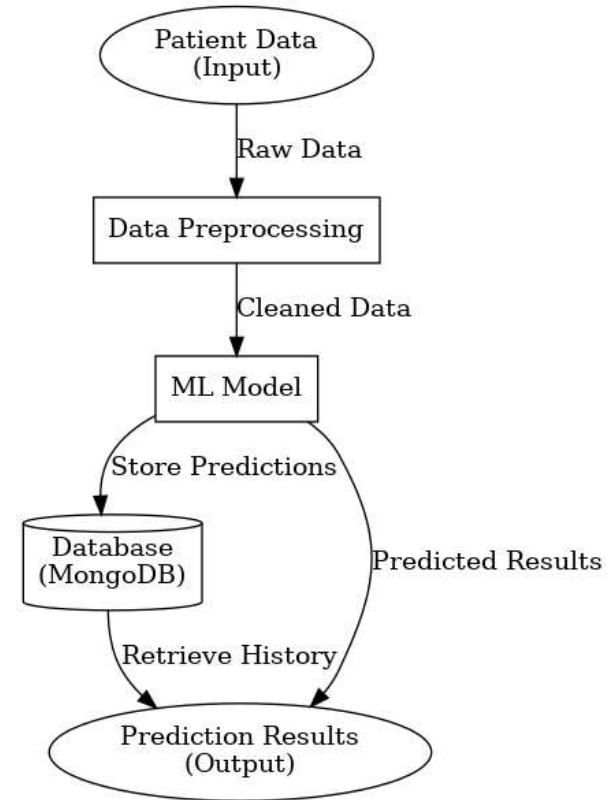 Patient Data
(Input)
Raw Data
Data Preprocessing
Cleaned Data
ML Model
Store Predictions
Database
(MongoDB)
Predicted Results
Retrieve History
Prediction Results
(Output)